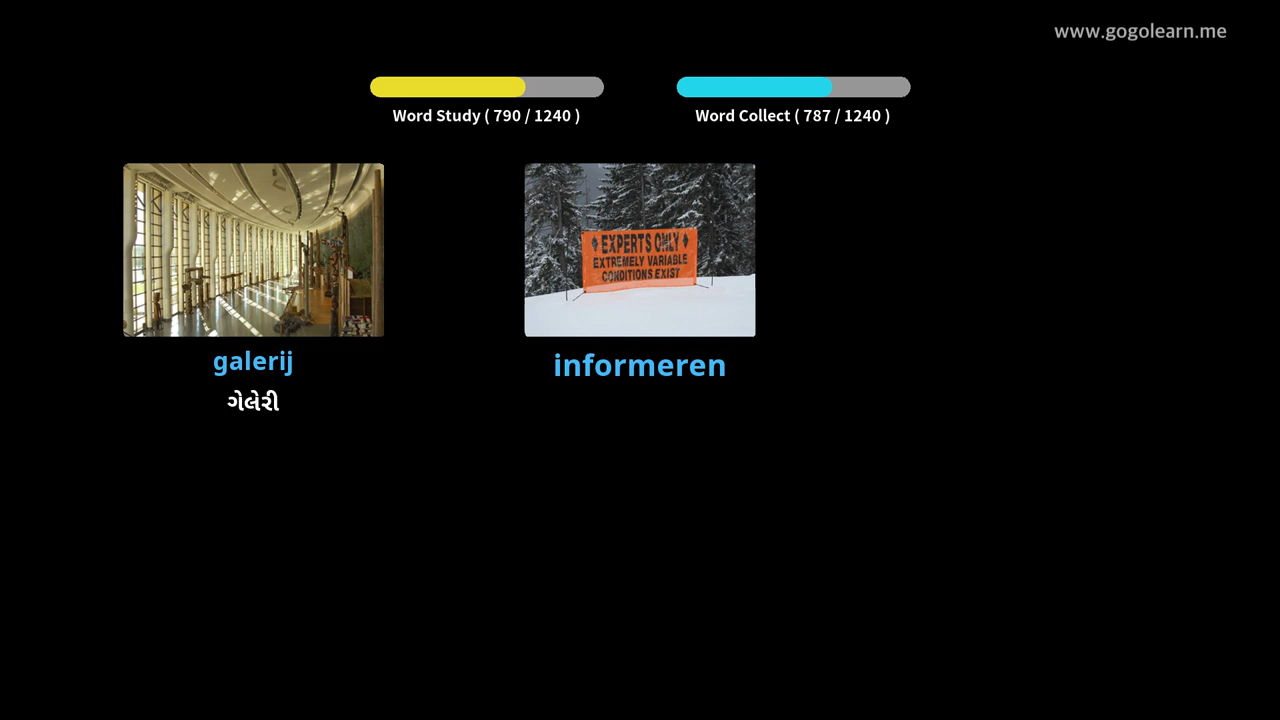 www.gogolearn.me
Word Study ( 790 / 1240 )
Word Collect ( 787 / 1240 )
EXPERTS ONLY
EXTREMELY VARIABLE
CONDITIONS EXIST
galerij
ગેલેરી
informeren